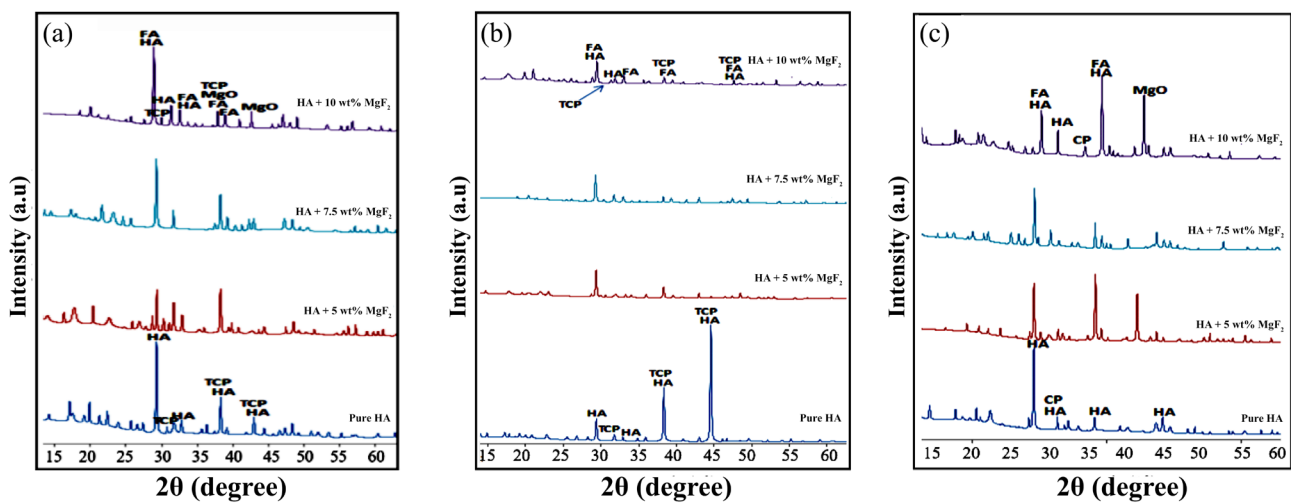 (a)
FA
HA
TCP
HA
FA
HA
TCP
MgO
FA
FA
MgO
HA + 10 wt% MgF₂
HA + 7.5 wt% MgF₂
HA + 5 wt% MgF₂
HA
TCP
HA
TCP
HA
TCP
HA
Pure HA
Intensity (a.u)
15 20 25 30 35 40 45 50 55 60
2θ (degree)
(b)
FA
HA
HA
FA
TCP
TCP
FA
TCP
FA
HA
HA + 10 wt% MgF₂
HA + 7.5 wt% MgF₂
HA + 5 wt% MgF₂
HA
TCP
HA
TCP
HA
TCP
HA
Pure HA
Intensity (a.u)
15 20 25 30 35 40 45 50 55 60
2θ (degree)
(c)
FA
HA
HA
CP
FA
HA
MgO
HA + 10 wt% MgF₂
HA + 7.5 wt% MgF₂
HA + 5 wt% MgF₂
HA
CP
HA
HA
HA
Pure HA
Intensity (a.u)
15 20 25 30 35 40 45 50 55 60
2θ (degree)